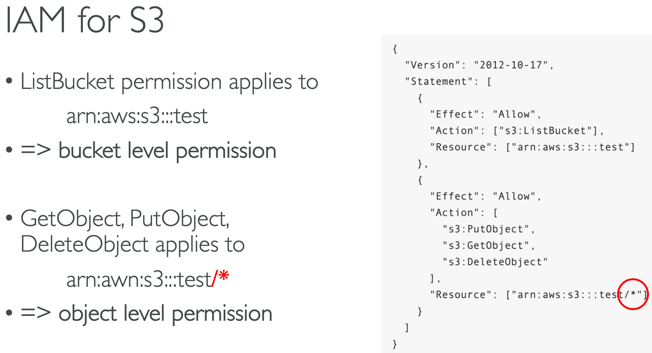 IAM for S3
• ListBucket permission applies to
arn:aws:s3:::test
• => bucket level permission
• GetObject, PutObject,
DeleteObject applies to
arn:awn:s3:::test/*
• => object level permission
{
"Version": "2012-10-17",
"Statement": [
{
"Effect": "Allow",
"Action": ["s3:ListBucket"],
"Resource": ["arn:aws:s3:::test"]
},
{
"Effect": "Allow",
"Action": [
"s3:PutObject",
"s3:GetObject",
"s3:DeleteObject"
],
"Resource": ["arn:aws:s3:::test/*"]
}
]
}